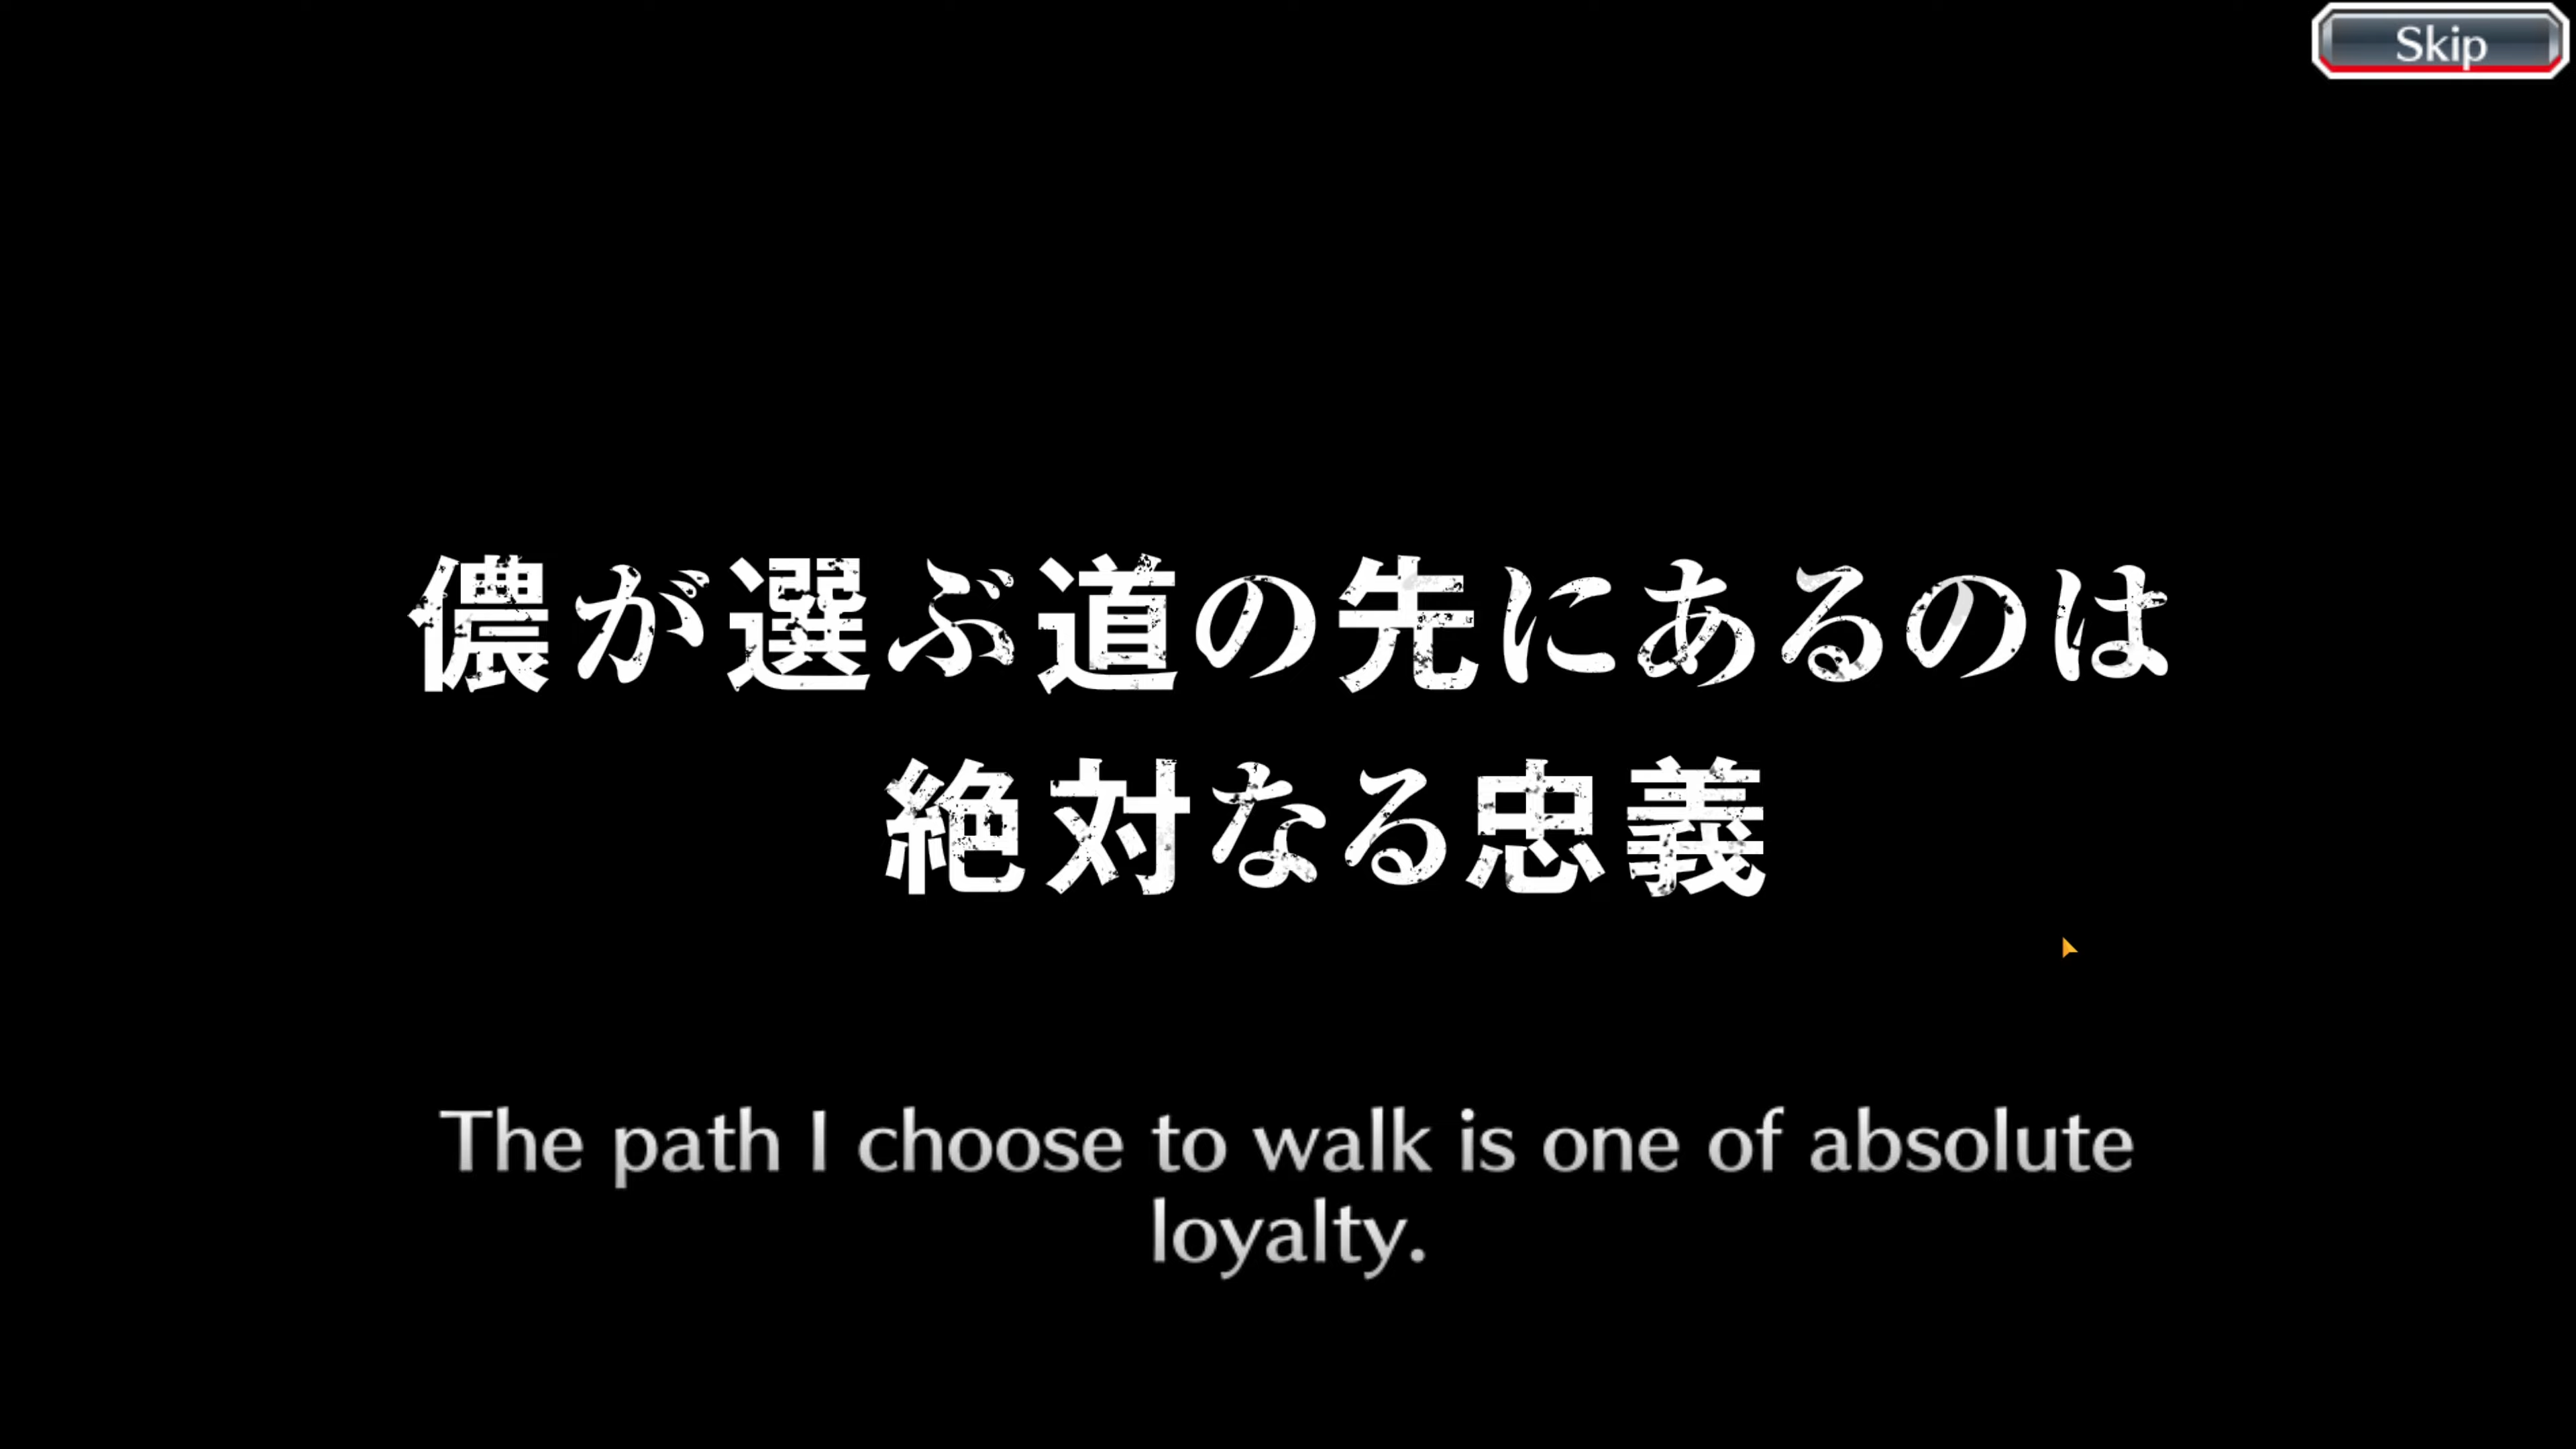 Skip
儂が選ぶ道の先にあるのは
絶対なる忠義
The path I choose to walk is one of absolute
loyalty.